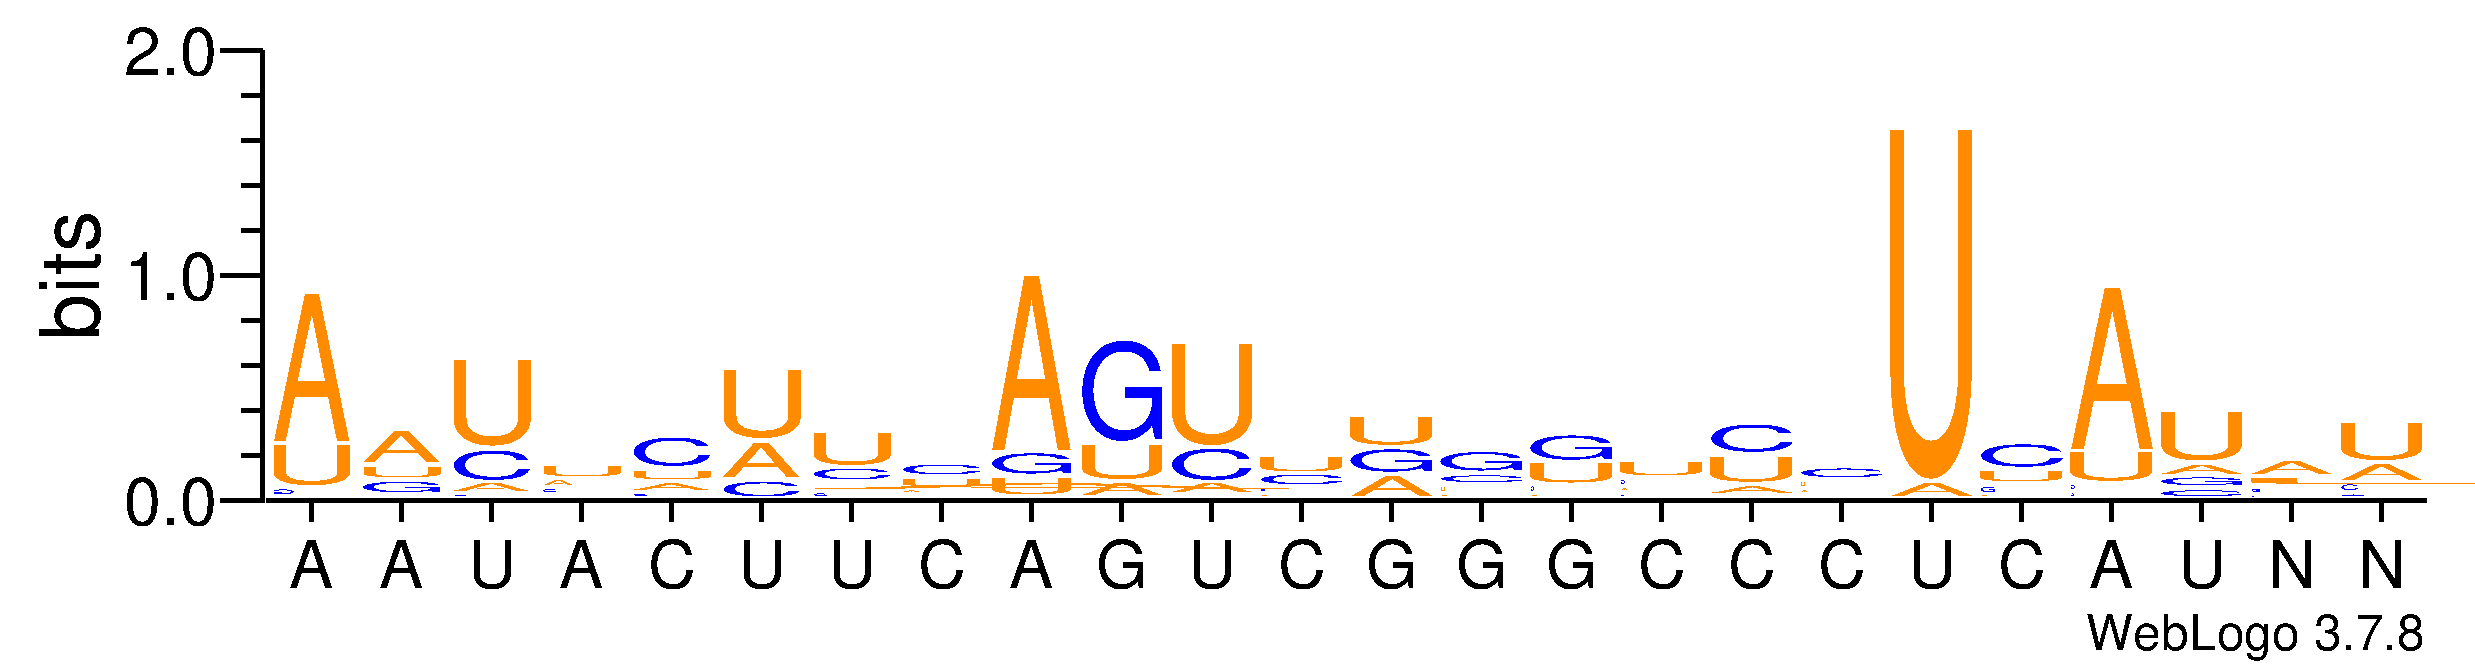 2.0
1.0
0.0
bits
A A U A C U U C A G U C G G G C C C U C A U N N
WebLogo 3.7.8